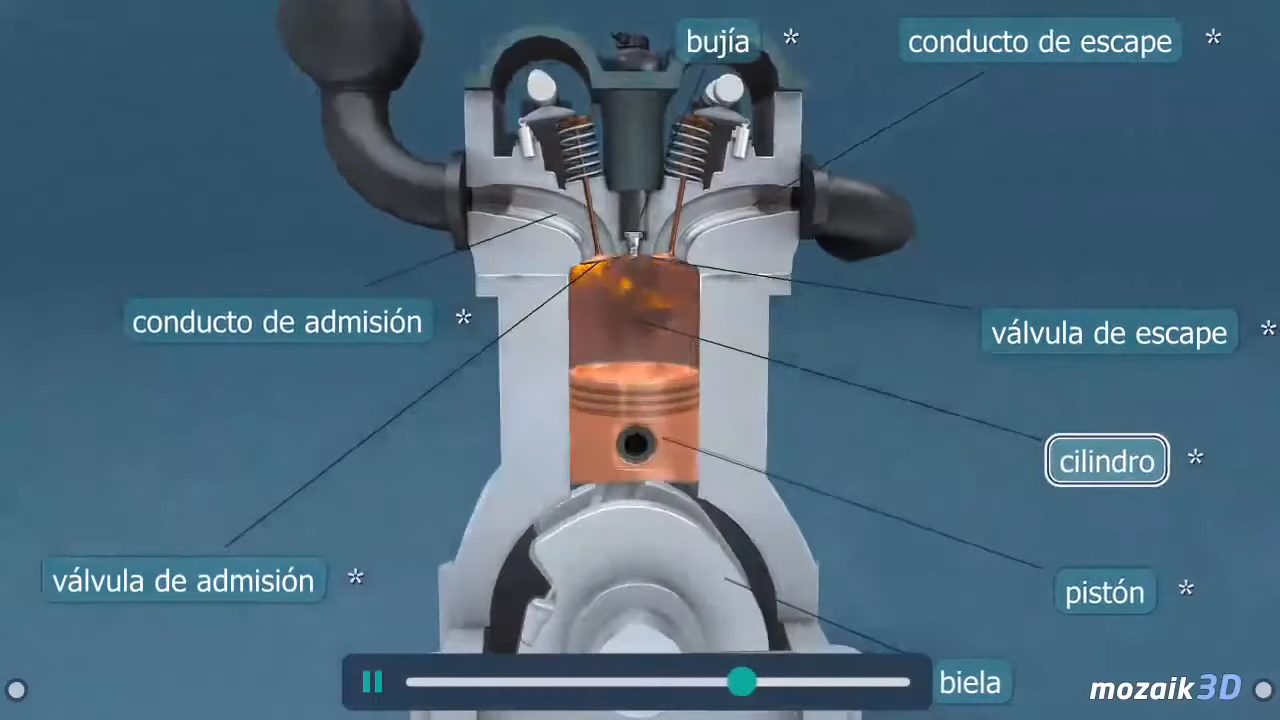 bujía *
conducto de escape *
conducto de admisión *
válvula de escape *
cilindro *
válvula de admisión *
pistón *
biela
mozaik3D